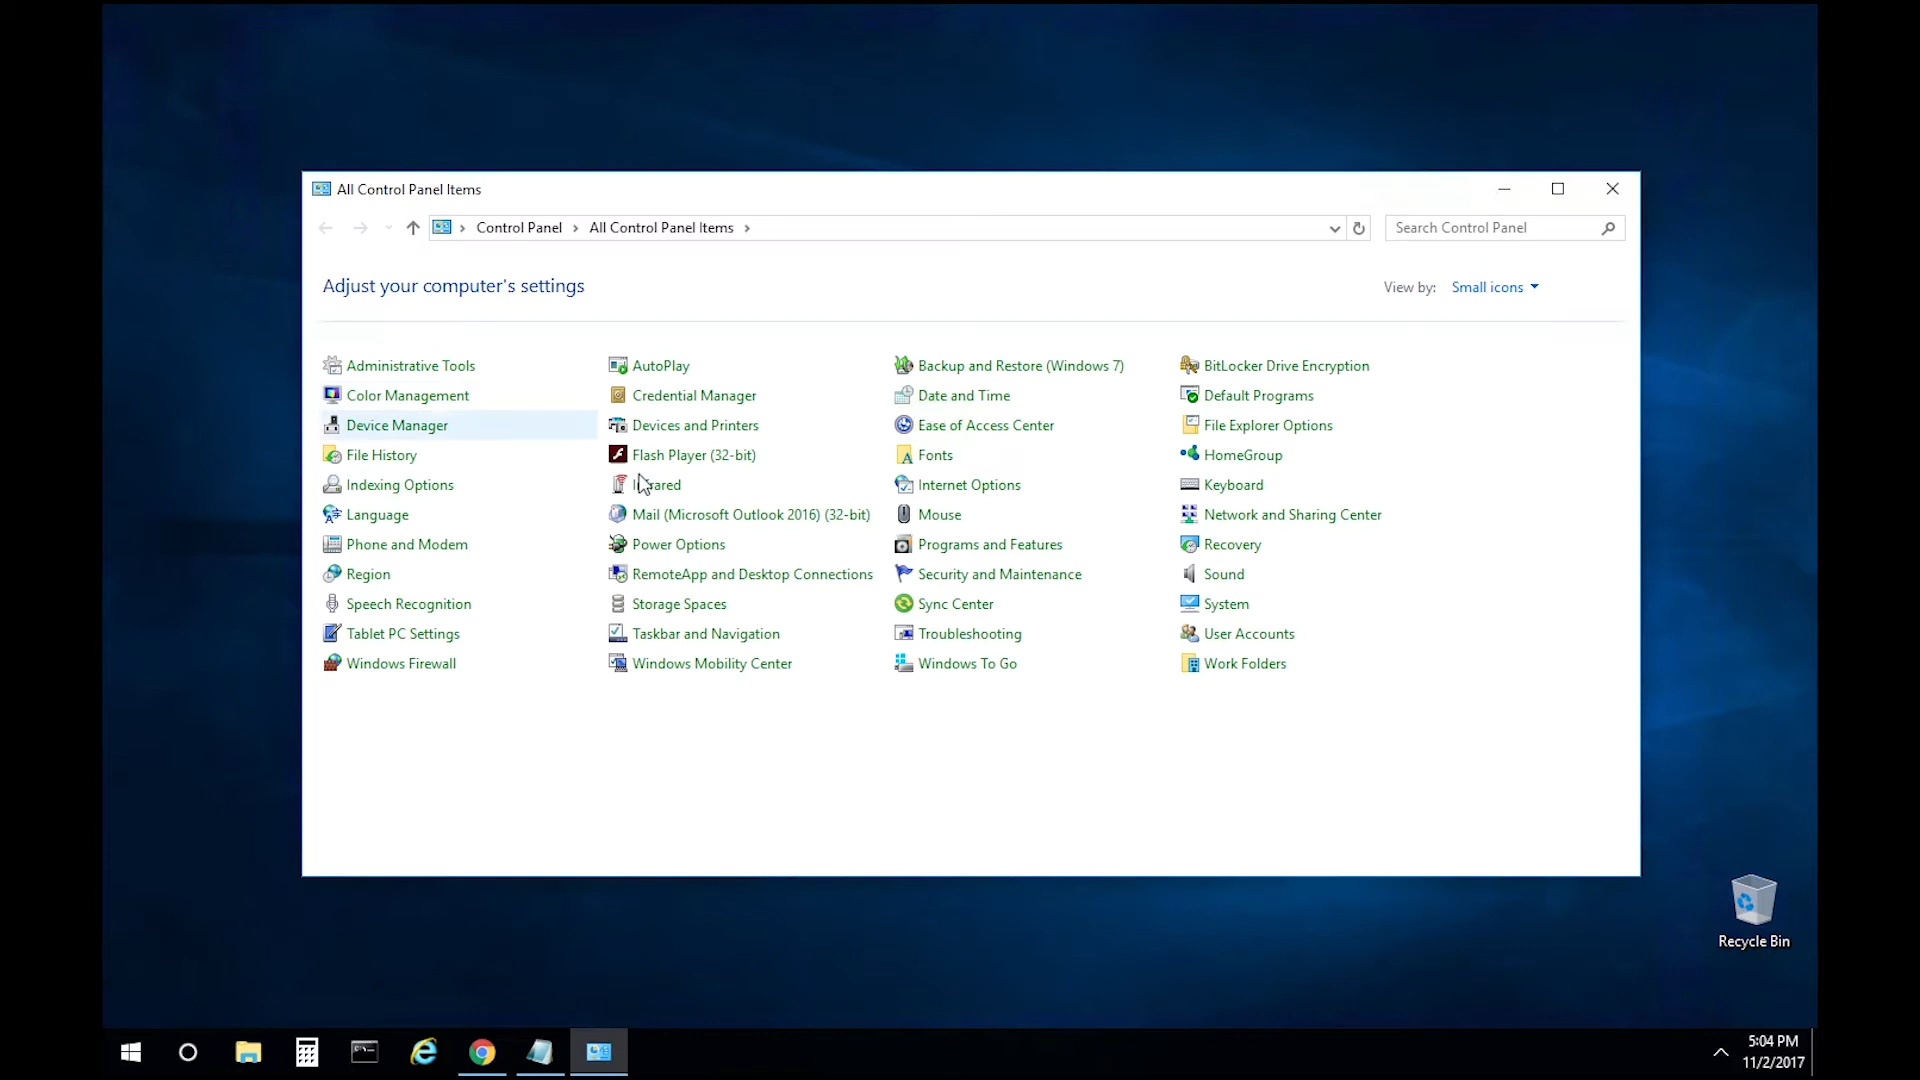 All Control Panel Items
Control Panel All Control Panel Items
Search Control Panel
Adjust your computer's settings
View by: Small icons
Administrative Tools AutoPlay Backup and Restore (Windows 7) BitLocker Drive Encryption
Color Management Credential Manager Date and Time Default Programs
Device Manager Devices and Printers Ease of Access Center File Explorer Options
File History Flash Player (32-bit) Fonts HomeGroup
Indexing Options Internet Options Keyboard
Language Mail (Microsoft Outlook 2016) (32-bit) Mouse Network and Sharing Center
Phone and Modem Power Options Programs and Features Recovery
Region RemoteApp and Desktop Connections Security and Maintenance Sound
Speech Recognition Storage Spaces Sync Center System
Tablet PC Settings Taskbar and Navigation Troubleshooting User Accounts
Windows Firewall Windows Mobility Center Windows To Go Work Folders
Recycle Bin
5:04 PM
11/2/2017